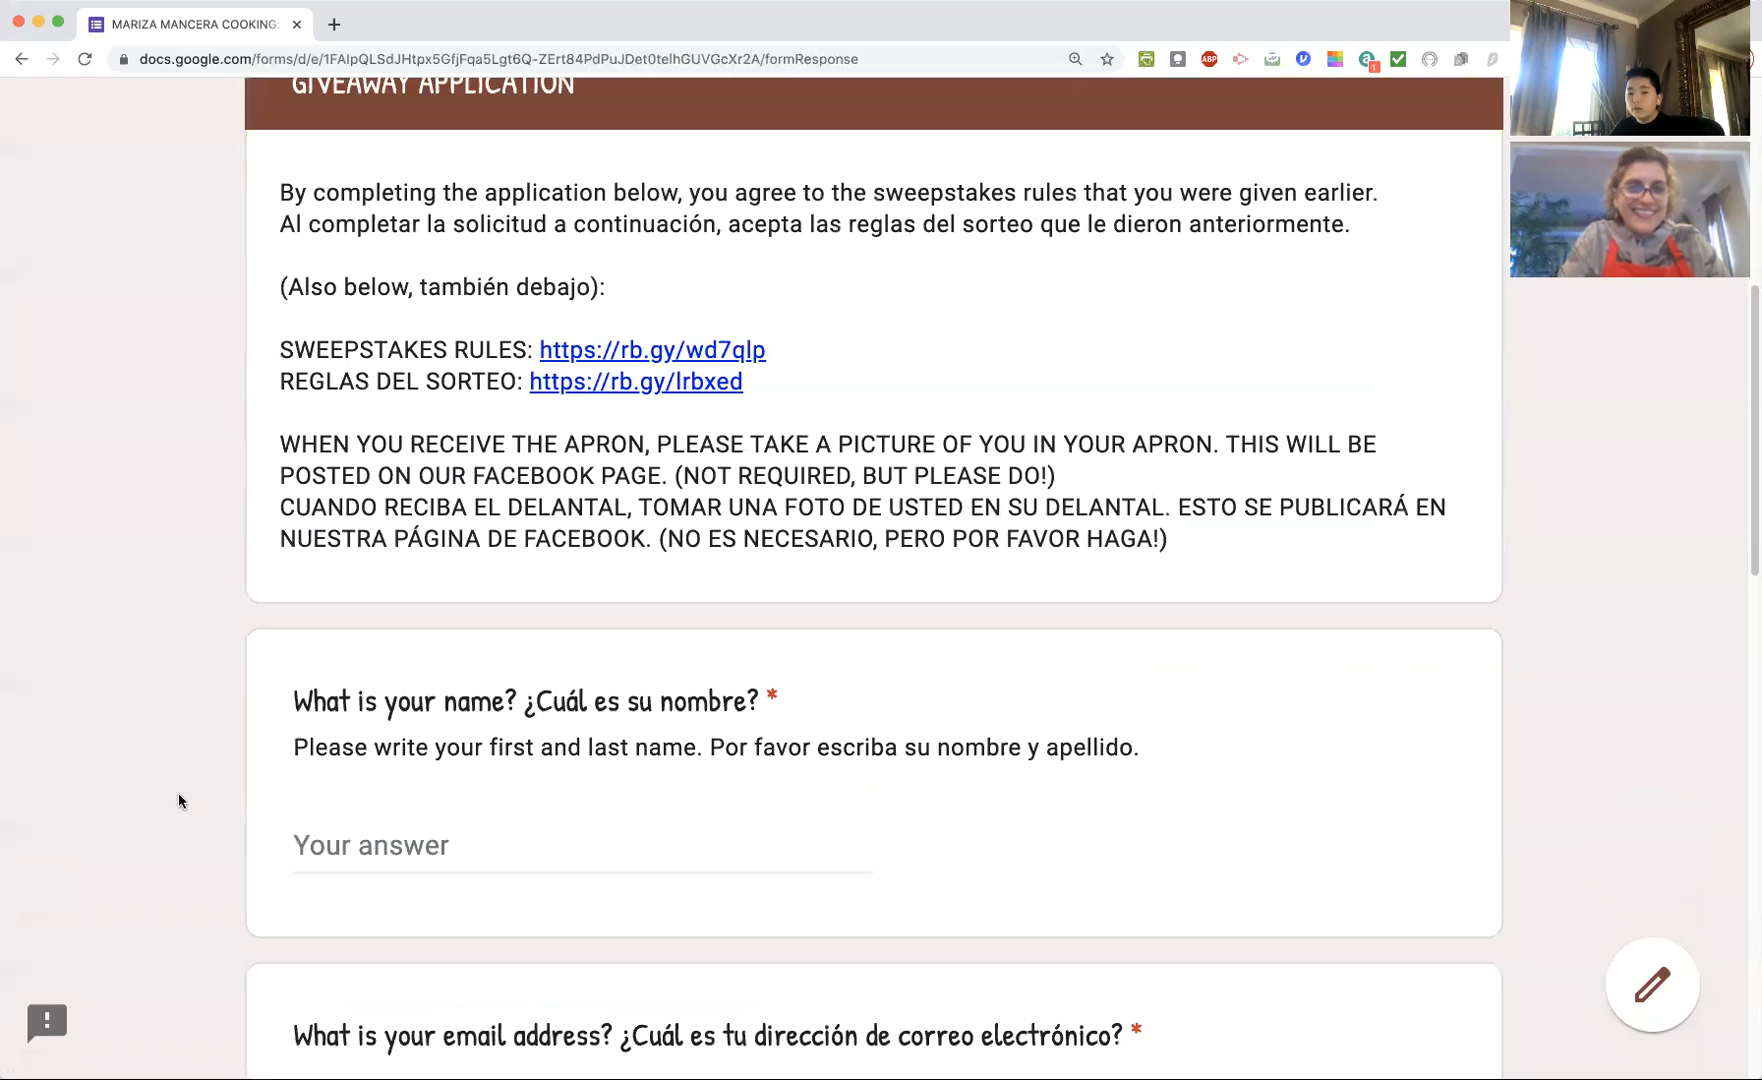 MARIZA MANCERA COOKING
docs.google.com/forms/d/e/1FAIpQLSdJHtpx5GfjFqa5Lgt6Q-ZErt84PdPuJDet0telhGUVGcXr2A/formResponse
ABP
1
GIVEAWAY APPLICATION
By completing the application below, you agree to the sweepstakes rules that you were given earlier.
Al completar la solicitud a continuación, acepta las reglas del sorteo que le dieron anteriormente.
(Also below, también debajo):
SWEEPSTAKES RULES: https://rb.gy/wd7qlp
REGLAS DEL SORTEO: https://rb.gy/lrbxed
WHEN YOU RECEIVE THE APRON, PLEASE TAKE A PICTURE OF YOU IN YOUR APRON. THIS WILL BE
POSTED ON OUR FACEBOOK PAGE. (NOT REQUIRED, BUT PLEASE DO!)
CUANDO RECIBA EL DELANTAL, TOMAR UNA FOTO DE USTED EN SU DELANTAL. ESTO SE PUBLICARÁ EN
NUESTRA PÁGINA DE FACEBOOK. (NO ES NECESARIO, PERO POR FAVOR HAGA!)
What is your name? ¿Cuál es su nombre? *
Please write your first and last name. Por favor escriba su nombre y apellido.
Your answer
What is your email address? ¿Cuál es tu dirección de correo electrónico? *